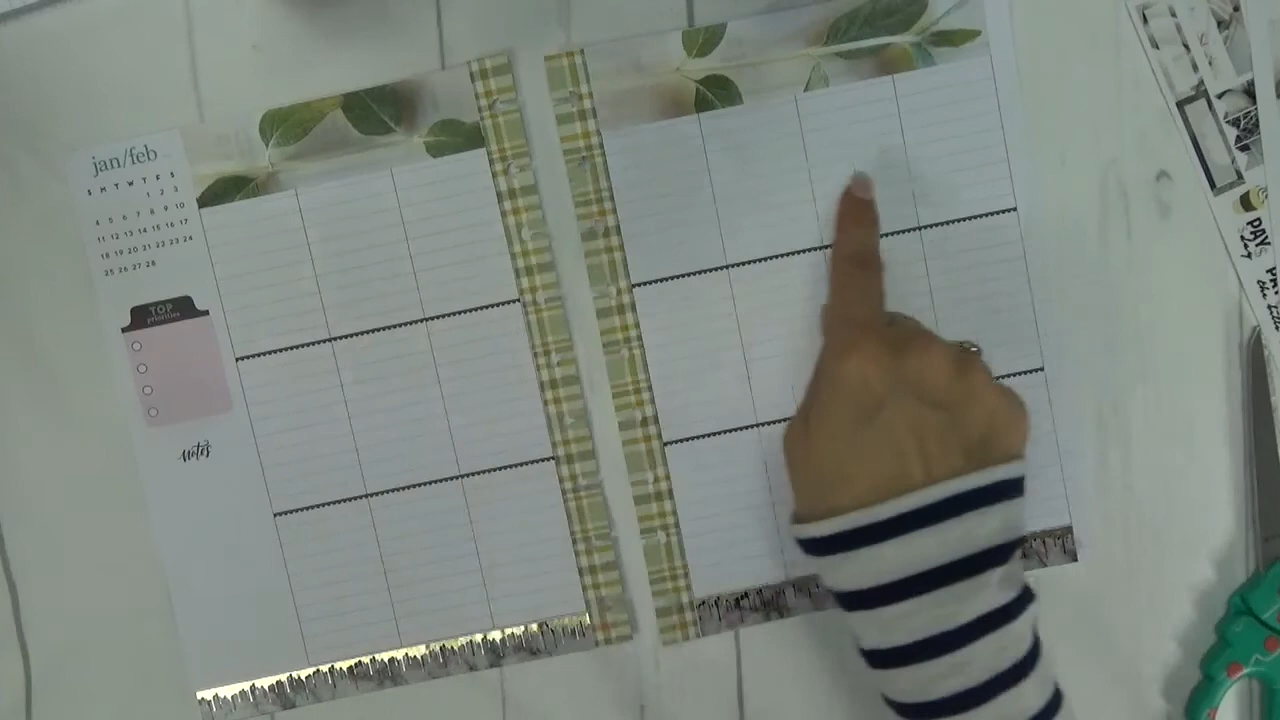 jan/feb
S M T W T F S
1 2 3
4 5 6 7 8 9 10
11 12 13 14 15 16 17
18 19 20 21 22 23 24
25 26 27 28
TOP
priorities
notes
PAY